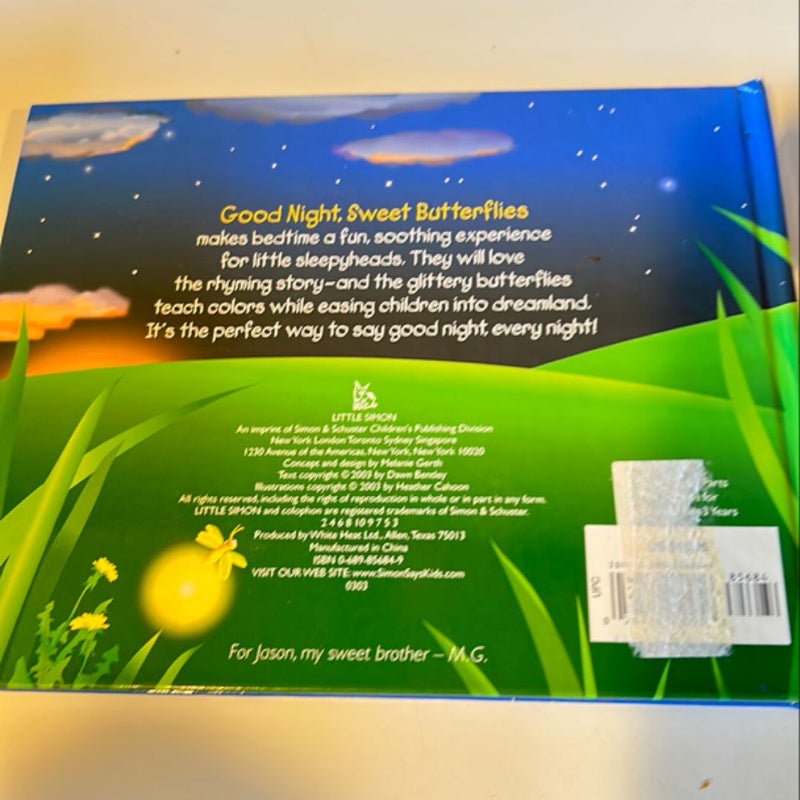 Good Night, Sweet Butterflies
makes bedtime a fun, soothing experience
for little sleepyheads. They will love
the rhyming story—and the glittery butterflies
teach colors while easing children into dreamland.
It's the perfect way to say good night, every night!
LITTLE SIMON
An imprint of Simon & Schuster Children's Publishing Division
New York London Toronto Sydney Singapore
1230 Avenue of the Americas, New York, New York 10020
Concept and design by Melanie Gerth
Text copyright © 2003 by Dawn Bentley
Illustrations copyright © 2003 by Heather Cahoon
All rights reserved, including the right of reproduction in whole or in part in any form.
LITTLE SIMON and colophon are registered trademarks of Simon & Schuster.
2 4 6 8 10 9 7 5 3
Produced by White Heat Ltd., Allen, Texas 75013
Manufactured in China
ISBN 0-689-85684-9
VISIT OUR WEB SITE: www.SimonSaysKids.com
0303
For Jason, my sweet brother – M.G.
arts
for
3 Years
UPC
85684